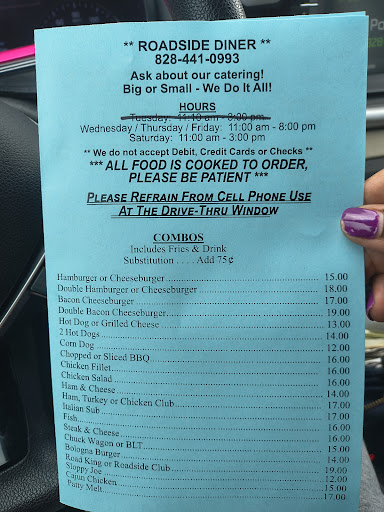 ** ROADSIDE DINER **
828-441-0993
Ask about our catering!
Big or Small - We Do It All!
HOURS
Tuesday: 11:10 am - 8:00 pm
Wednesday / Thursday / Friday: 11:00 am - 8:00 pm
Saturday: 11:00 am - 3:00 pm
** We do not accept Debit, Credit Cards or Checks **
*** ALL FOOD IS COOKED TO ORDER,
PLEASE BE PATIENT ***
PLEASE REFRAIN FROM CELL PHONE USE
AT THE DRIVE-THRU WINDOW
COMBOS
Includes Fries & Drink
Substitution . . . . Add 75¢
Hamburger or Cheeseburger 15.00
Double Hamburger or Cheeseburger 18.00
Bacon Cheeseburger 17.00
Double Bacon Cheeseburger 19.00
Hot Dog or Grilled Cheese 13.00
2 Hot Dogs 14.00
Corn Dog 12.00
Chopped or Sliced BBQ 16.00
Chicken Fillet 16.00
Chicken Salad 16.00
Ham & Cheese 14.00
Ham, Turkey or Chicken Club 17.00
Italian Sub 17.00
Fish 16.00
Steak & Cheese 16.00
Chuck Wagon or BLT 15.00
Bologna Burger 14.00
Road King or Roadside Club 19.00
Sloppy Joe 12.00
Cajun Chicken 15.00
Patty Melt 17.00